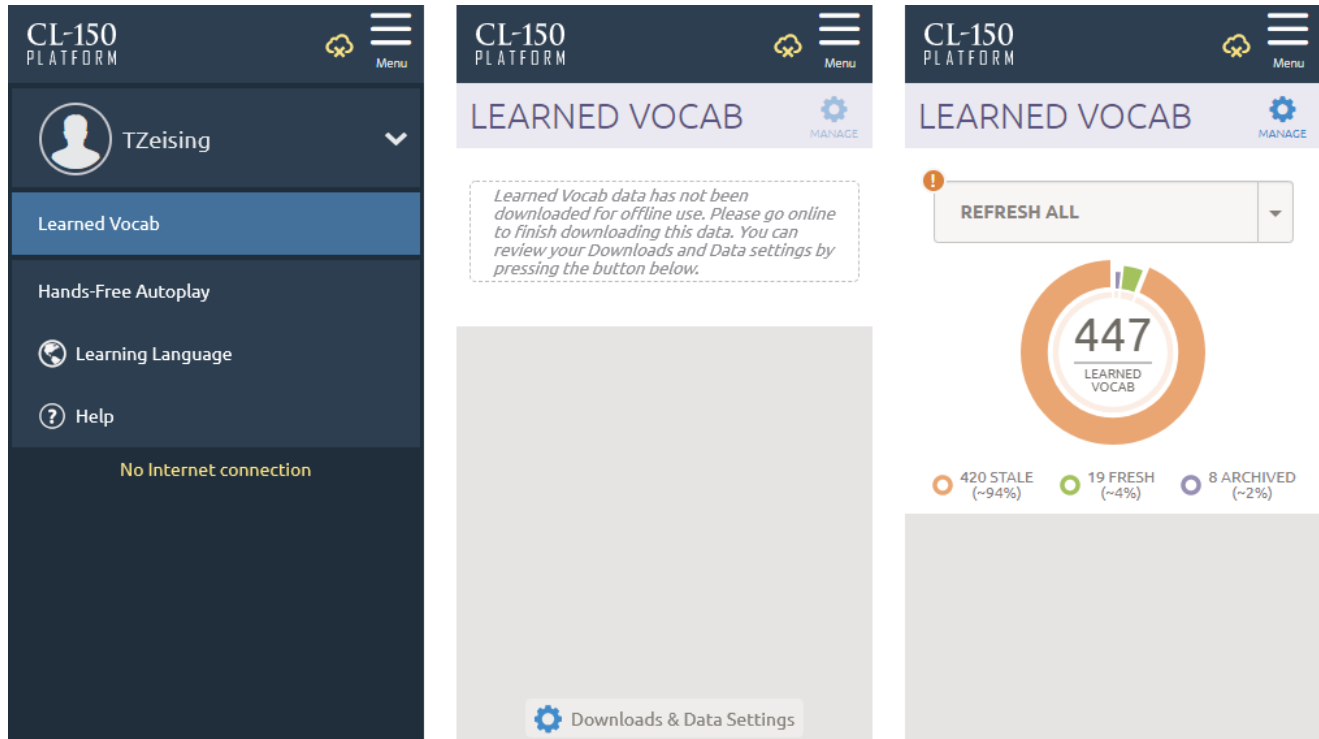 CL-150
PLATFORM
Menu
TZeising
Learned Vocab
Hands-Free Autoplay
Learning Language
? Help
No Internet connection
CL-150
PLATFORM
Menu
LEARNED VOCAB
MANAGE
Learned Vocab data has not been
downloaded for offline use. Please go online
to finish downloading this data. You can
review your Downloads and Data settings by
pressing the button below.
Downloads & Data Settings
CL-150
PLATFORM
Menu
LEARNED VOCAB
MANAGE
!
REFRESH ALL
447
LEARNED
VOCAB
420 STALE
(~94%)
19 FRESH
(~4%)
8 ARCHIVED
(~2%)